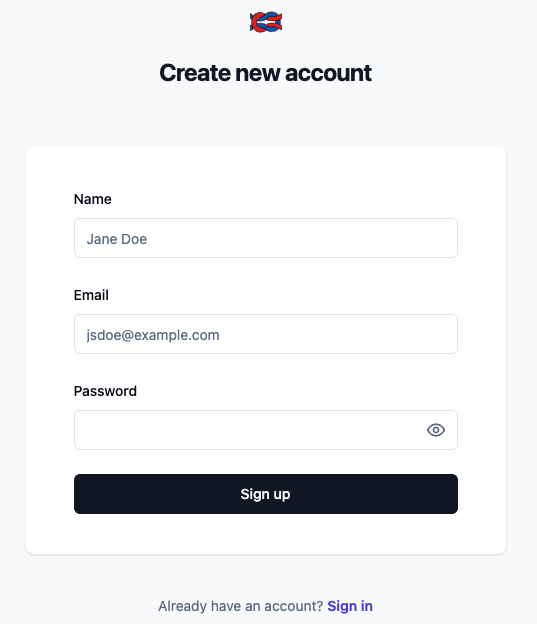 Create new account
Name
Jane Doe
Email
jsdoe@example.com
Password
Sign up
Already have an account? Sign in